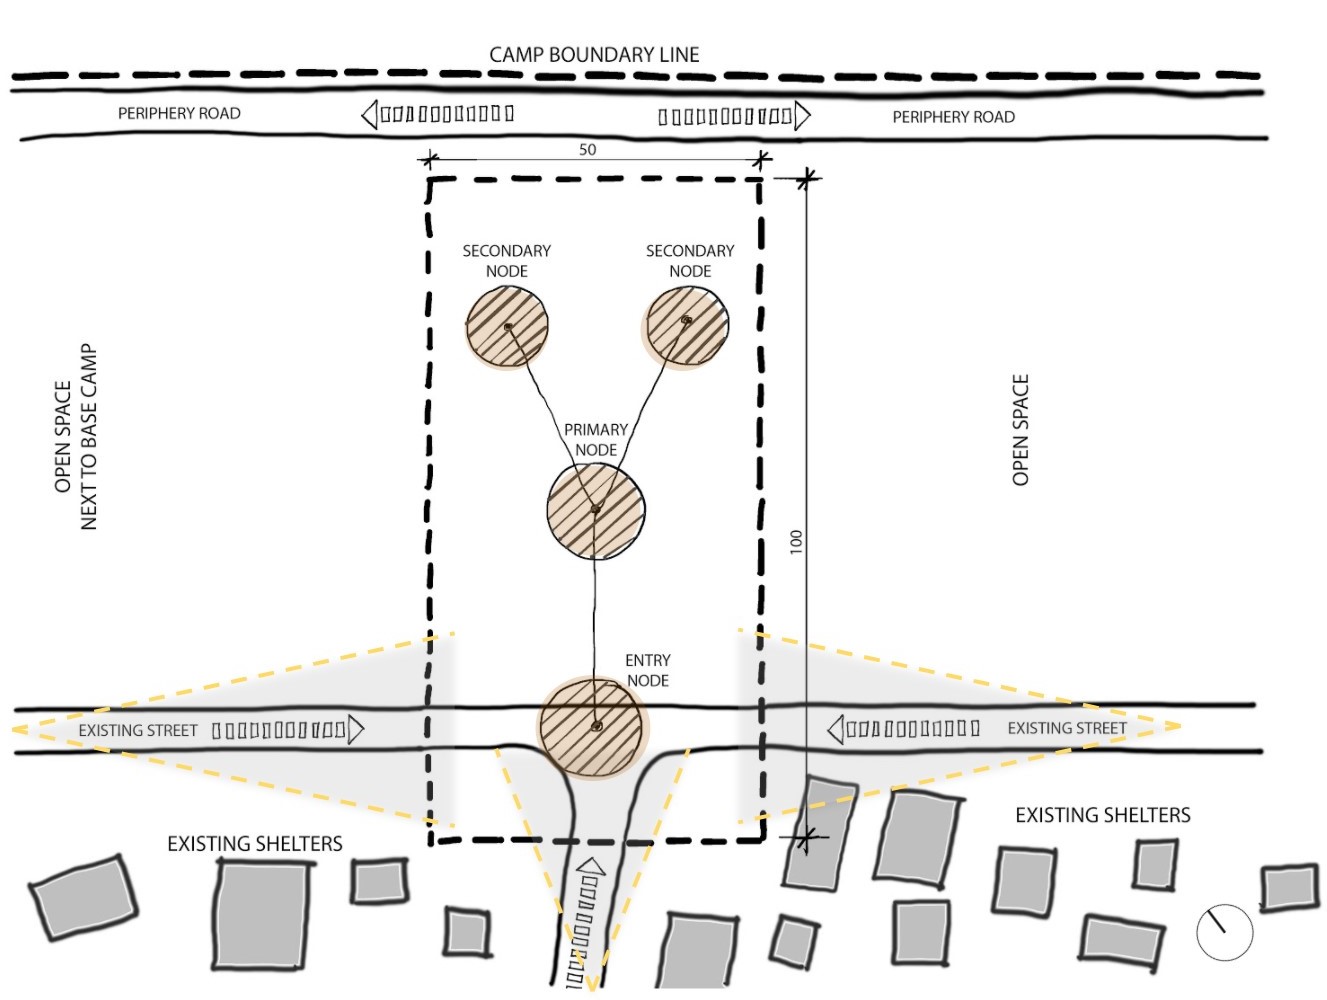 CAMP BOUNDARY LINE
PERIPHERY ROAD
PERIPHERY ROAD
50
SECONDARY
NODE
SECONDARY
NODE
OPEN SPACE
NEXT TO BASE CAMP
PRIMARY
NODE
OPEN SPACE
100
ENTRY
NODE
EXISTING STREET
EXISTING STREET
EXISTING SHELTERS
EXISTING SHELTERS